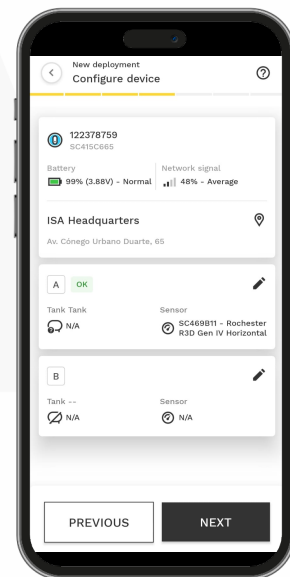 New deployment
Configure device
122378759
SC415C665
Battery
Network signal
99% (3.88V) - Normal
48% - Average
ISA Headquarters
Av. Cónego Urbano Duarte, 65
A OK
Tank Tank
Sensor
N/A
SC469B11 - Rochester
R3D Gen IV Horizontal
B
Tank --
Sensor
N/A
N/A
PREVIOUS
NEXT